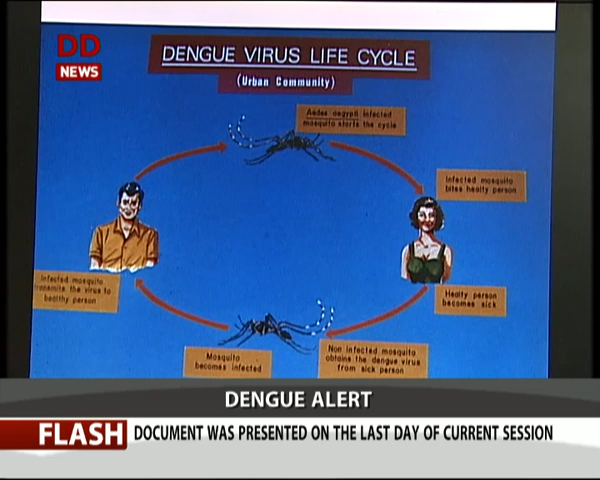 DD
NEWS
DENGUE VIRUS LIFE CYCLE
(Urban Community)
Aedes aegypti infected
mosquito starts the cycle
Infected mosquito
bites healty person
Healty person
becomes sick
Non infected mosquito
obtains the dengue virus
from sick person
Mosquito
becomes infected
Infected mosquito
transmits the virus to
healthy person
DENGUE ALERT
FLASH DOCUMENT WAS PRESENTED ON THE LAST DAY OF CURRENT SESSION